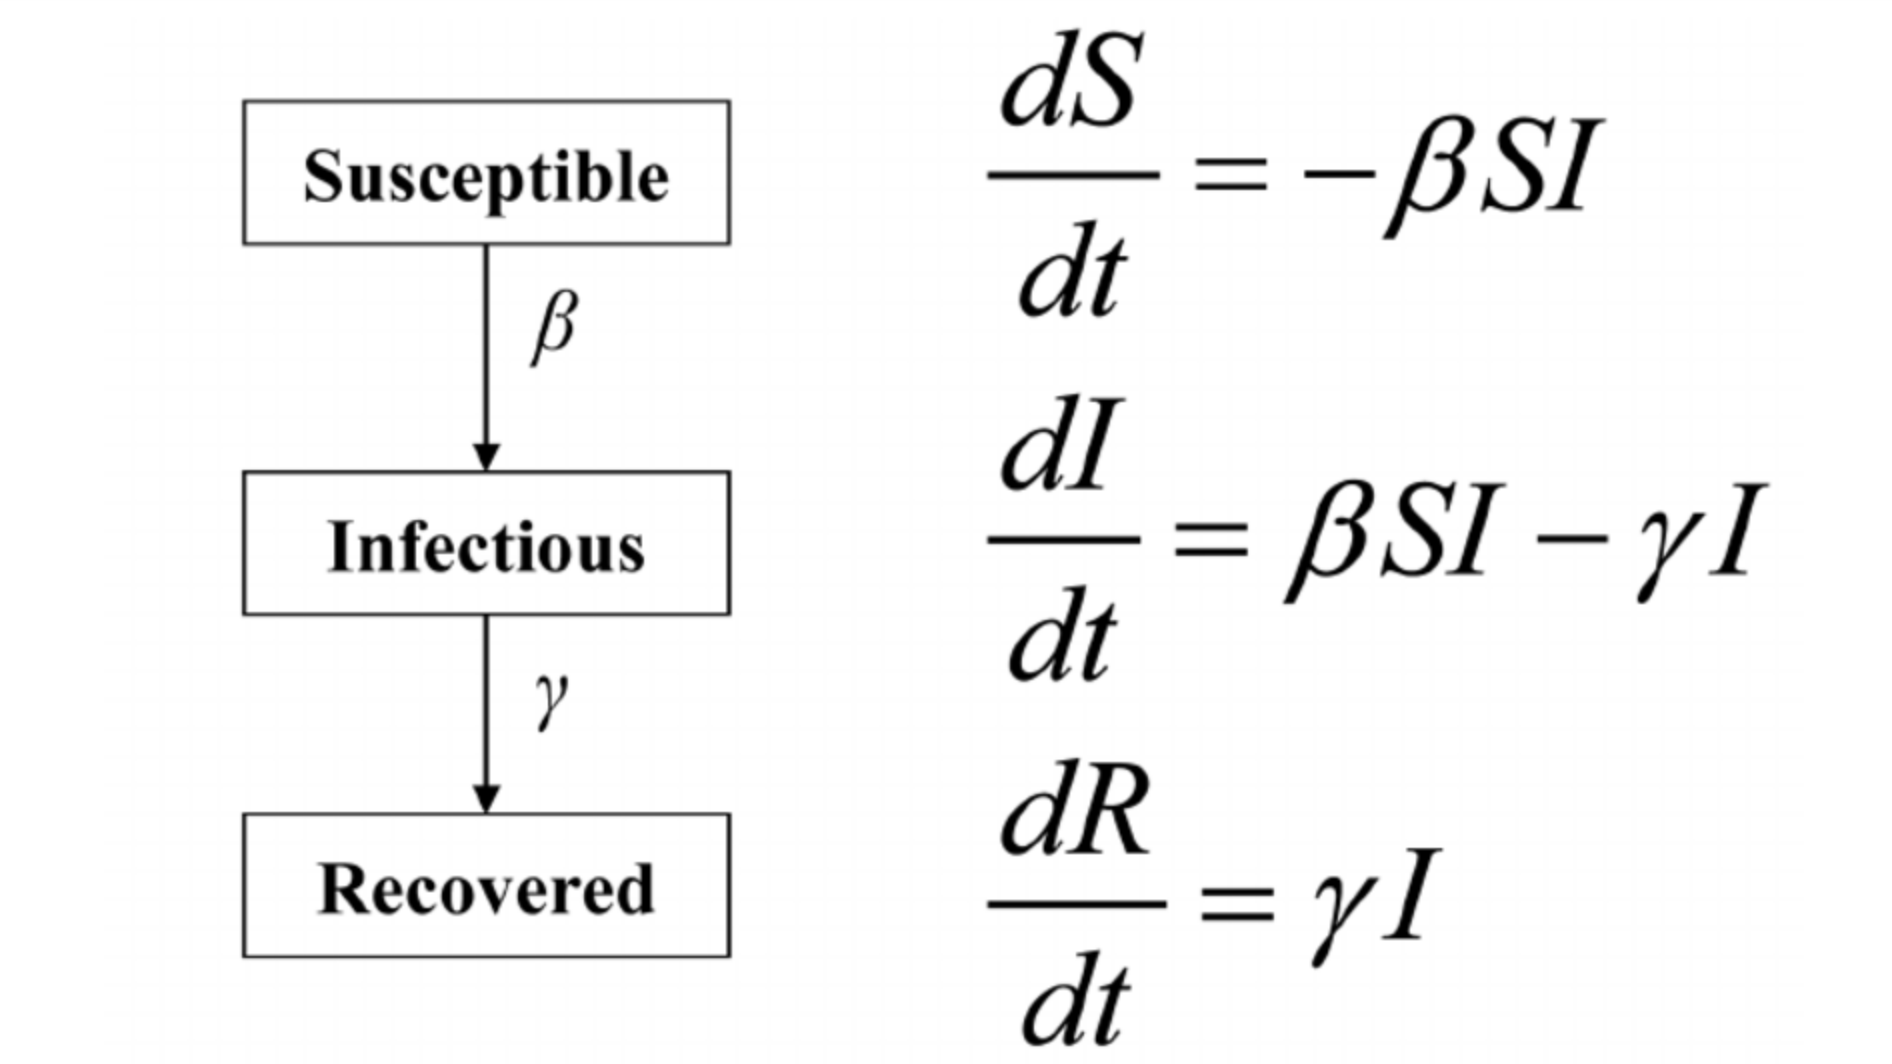 Susceptible
β
Infectious
γ
Recovered
dS/dt = −βSI
dI/dt = βSI − γI
dR/dt = γI